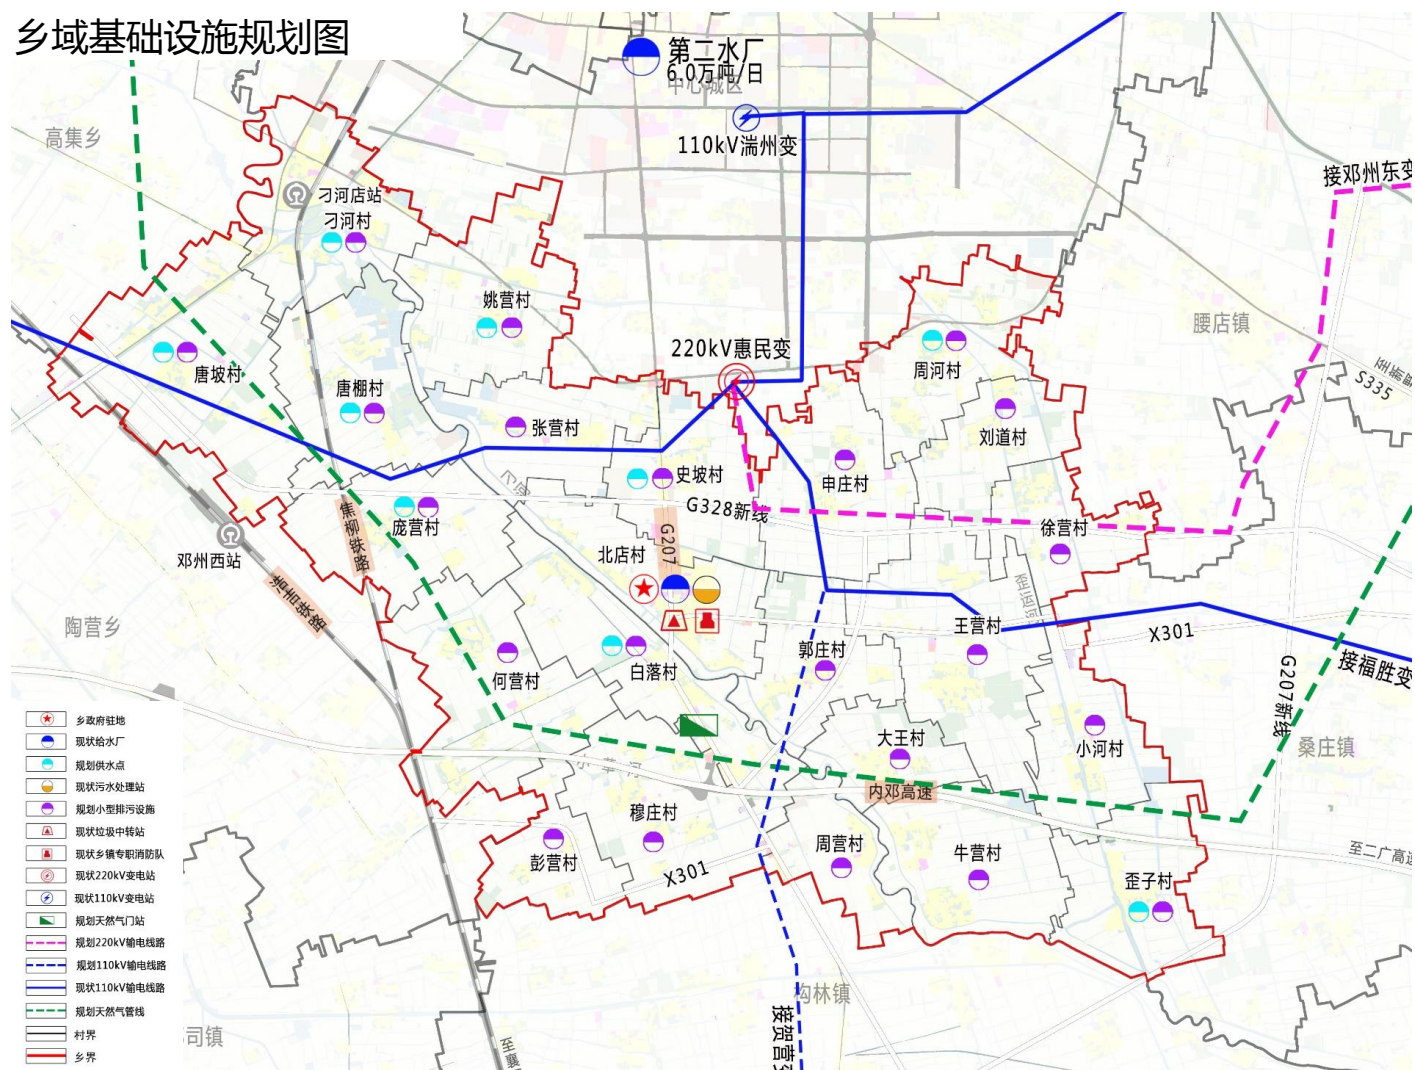 乡域基础设施规划图
第二水厂
6.0万吨/日
中心城区
110kV湍州变
高集乡
接邓州东变
刁河店站
刁河村
姚营村
腰店镇
220kV惠民变
周河村
唐坡村
唐棚村
S335
张营村
刘道村
史坡村
申庄村
G328新线
庞营村
焦柳铁路
G207
徐营村
北店村
邓州西站
浩吉铁路
陶营乡
王营村
X301
郭庄村
接福胜变
何营村
白落村
G207新线
大王村
小河村
桑庄镇
内邓高速
穆庄村
周营村
牛营村
至二广高速
彭营村
X301
歪子村
构林镇
接贺营变
司镇
至襄
乡政府驻地
现状给水厂
规划供水点
现状污水处理站
规划小型排污设施
现状垃圾中转站
现状乡镇专职消防队
现状220kV变电站
现状110kV变电站
规划天然气门站
规划220kV输电线路
规划110kV输电线路
现状110kV输电线路
规划天然气管线
村界
乡界